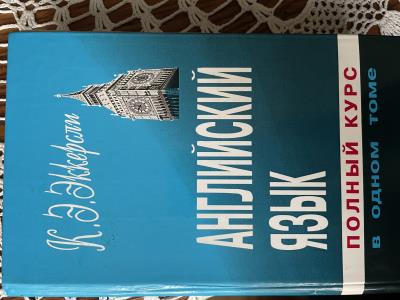 К. Э. Эккерсли
АНГЛИЙСКИЙ
ЯЗЫК
ПОЛНЫЙ КУРС
в одном томе